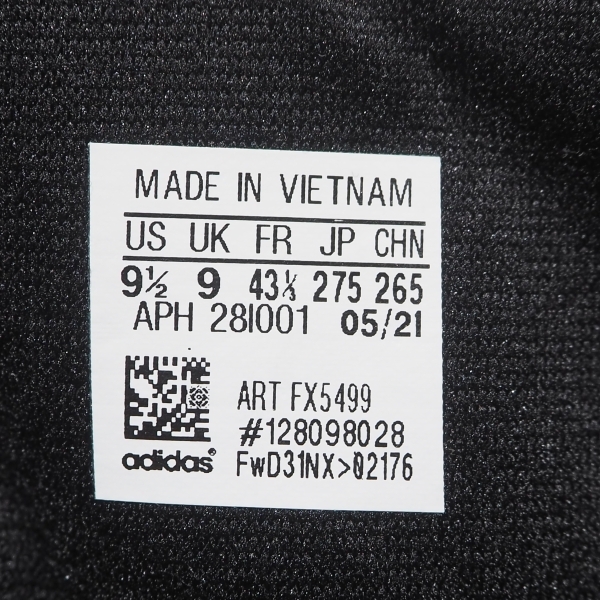 MADE IN VIETNAM
US UK FR JP CHN
9½ 9 43⅓ 275 265
APH 281001 05/21
ART FX5499
#128098028
adidas®
FwD31NX>02176